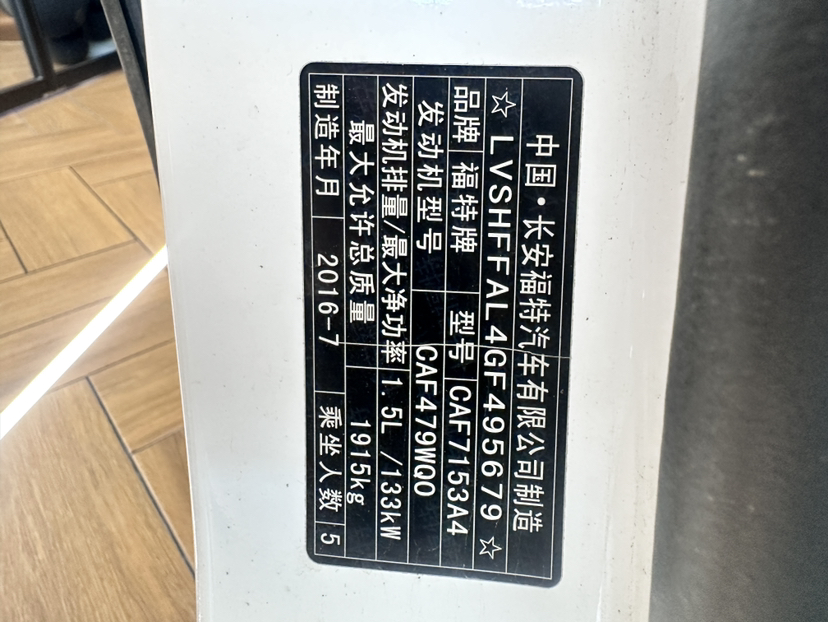 中国·长安福特汽车有限公司制造
☆ LVSHFFAL4GF495679 ☆
品牌 福特牌 型号 CAF7153A4
发动机型号 CAF479WQ0
发动机排量/最大净功率 1.5L /133kW
最大允许总质量 1915kg
制造年月 2016-7 乘坐人数 5